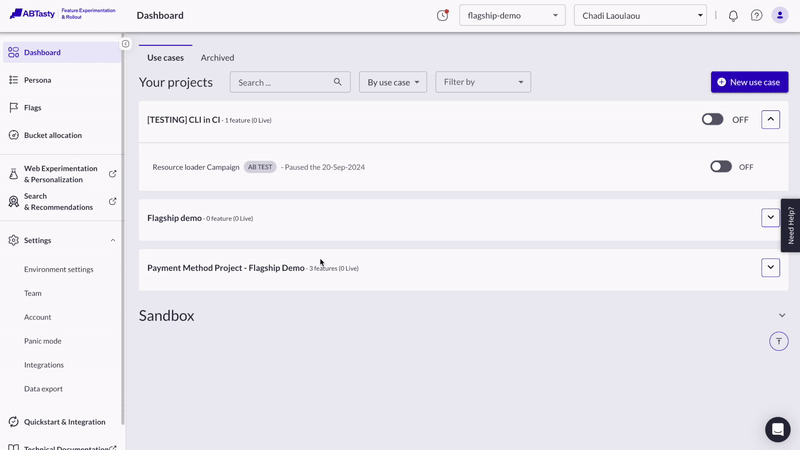 ABTasty
Feature Experimentation
& Rollout
Dashboard
flagship-demo
Chadi Laoulaou
Dashboard
Persona
Flags
Bucket allocation
Web Experimentation
& Personalization
Search
& Recommendations
Settings
Environment settings
Team
Account
Panic mode
Integrations
Data export
Quickstart & Integration
Technical Documentation
Use cases
Archived
Your projects
Search ...
By use case
Filter by
New use case
[TESTING] CLI in CI - 1 feature (0 Live)
OFF
Resource loader Campaign AB TEST - Paused the 20-Sep-2024
OFF
Flagship demo - 0 feature (0 Live)
Payment Method Project - Flagship Demo - 3 features (0 Live)
Sandbox
Need Help?